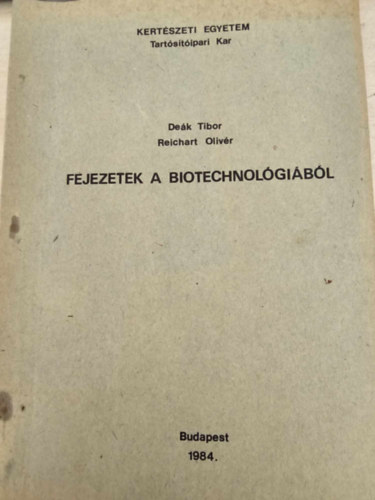 KERTÉSZETI EGYETEM
Tartósítóipari Kar
Deák Tibor
Reichart Olivér
FEJEZETEK A BIOTECHNOLÓGIÁBÓL
Budapest
1984.